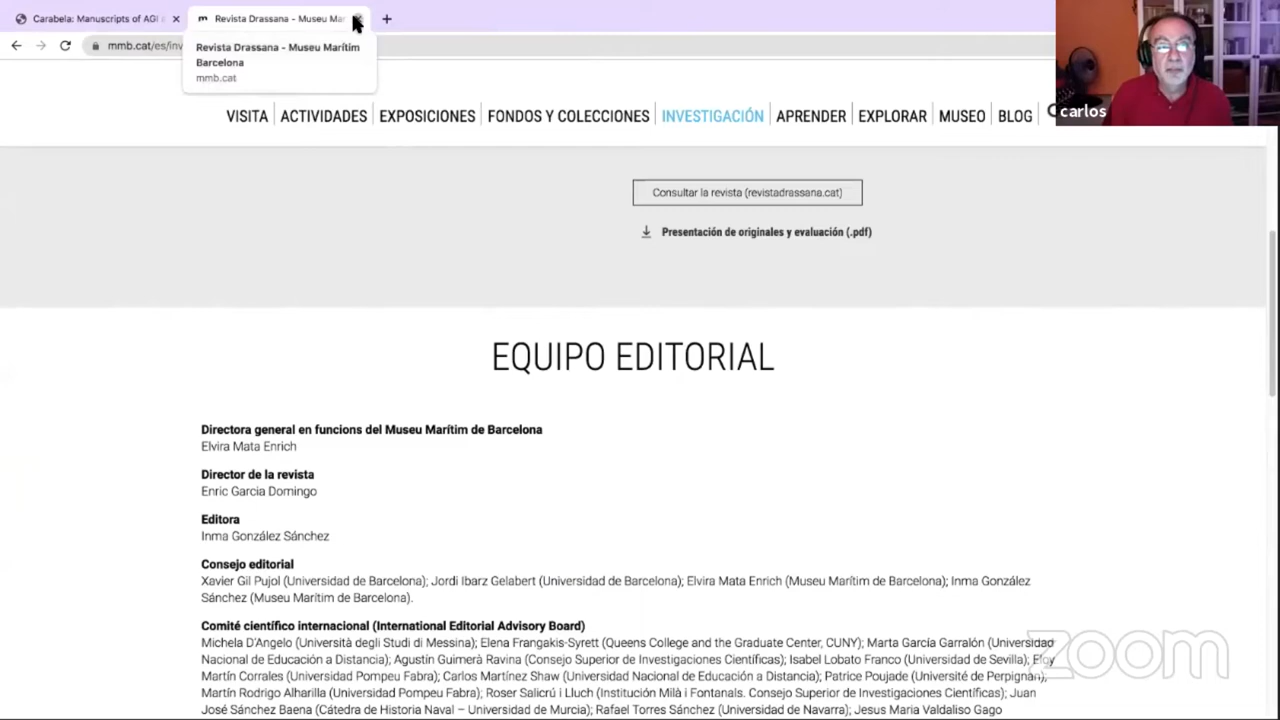 Carabela: Manuscripts of AGI
Revista Drassana - Museu Mar
mmb.cat/es/inv
Revista Drassana - Museu Marítim
Barcelona
mmb.cat
carlos
VISITA ACTIVIDADES EXPOSICIONES FONDOS Y COLECCIONES INVESTIGACIÓN APRENDER EXPLORAR MUSEO BLOG
Consultar la revista (revistadrassana.cat)
Presentación de originales y evaluación (.pdf)
EQUIPO EDITORIAL
Directora general en funcions del Museu Marítim de Barcelona
Elvira Mata Enrich
Director de la revista
Enric Garcia Domingo
Editora
Inma González Sánchez
Consejo editorial
Xavier Gil Pujol (Universidad de Barcelona); Jordi Ibarz Gelabert (Universidad de Barcelona); Elvira Mata Enrich (Museu Marítim de Barcelona); Inma González
Sánchez (Museu Marítim de Barcelona).
Comité científico internacional (International Editorial Advisory Board)
Michela D'Angelo (Università degli Studi di Messina); Elena Frangakis-Syrett (Queens College and the Graduate Center, CUNY); Marta García Garralón (Universidad
Nacional de Educación a Distancia); Agustín Guimerà Ravina (Consejo Superior de Investigaciones Científicas); Isabel Lobato Franco (Universidad de Sevilla);
Martín Corrales (Universidad Pompeu Fabra); Carlos Martínez Shaw (Universidad Nacional de Educación a Distancia); Patrice Poujade (Université de Perpignan);
Martín Rodrigo Alharilla (Universidad Pompeu Fabra); Roser Salicrú i Lluch (Institución Milà i Fontanals. Consejo Superior de Investigaciones Científicas); Juan
José Sánchez Baena (Cátedra de Historia Naval – Universidad de Murcia); Rafael Torres Sánchez (Universidad de Navarra); Jesus Maria Valdaliso Gago
zoom